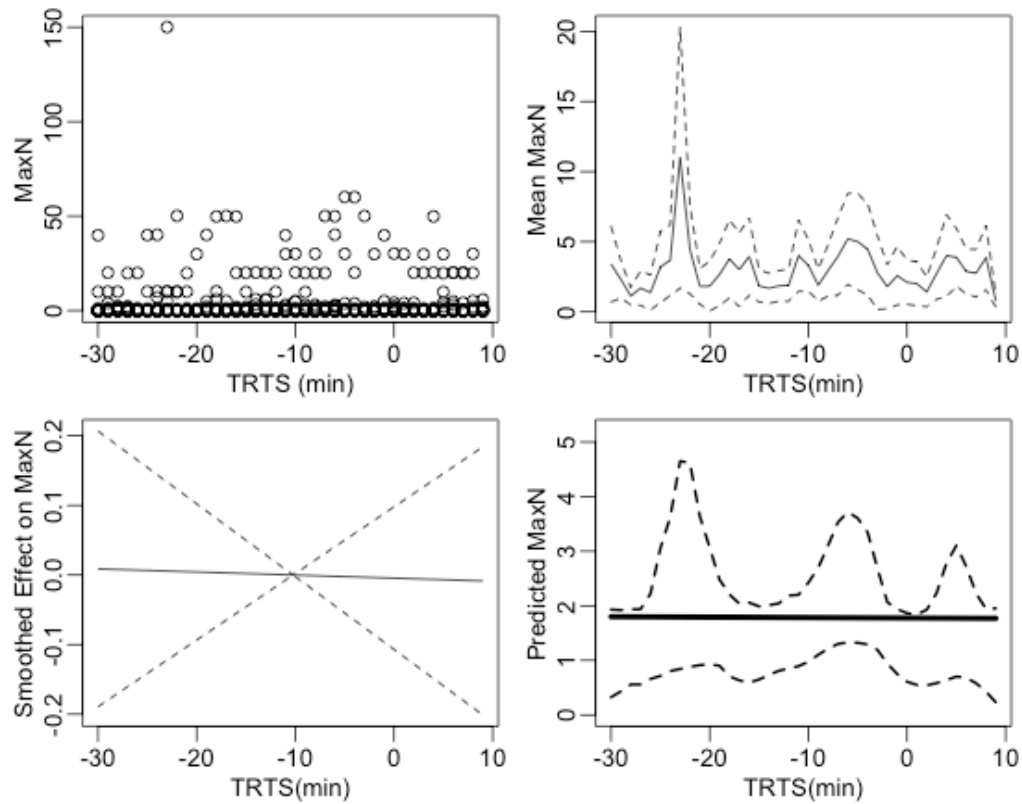 MaxN
150
100
50
0
-30 -20 -10 0 10
TRTS (min)
Mean MaxN
20
15
10
5
0
-30 -20 -10 0 10
TRTS(min)
Smoothed Effect on MaxN
0.2
0.1
0.0
-0.1
-0.2
-30 -20 -10 0 10
TRTS(min)
Predicted MaxN
5
4
3
2
1
0
-30 -20 -10 0 10
TRTS(min)